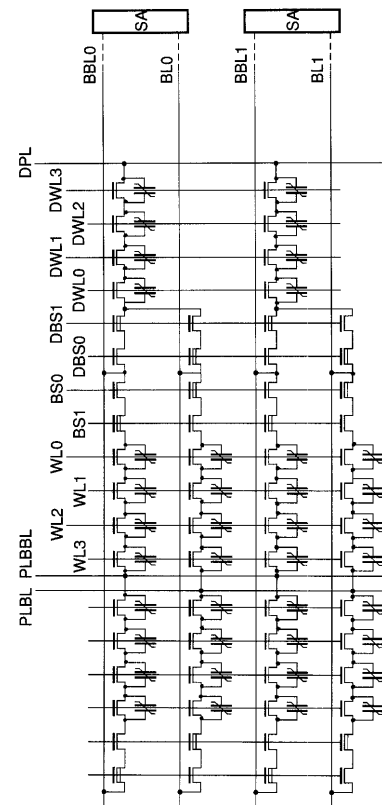 SA
SA
BBL0
BL0
BBL1
BL1
DPL
DWL3
DWL2
DWL1
DWL0
DBS1
DBS0
BS0
BS1
WL0
WL1
WL2
WL3
PLBBL
PLBL